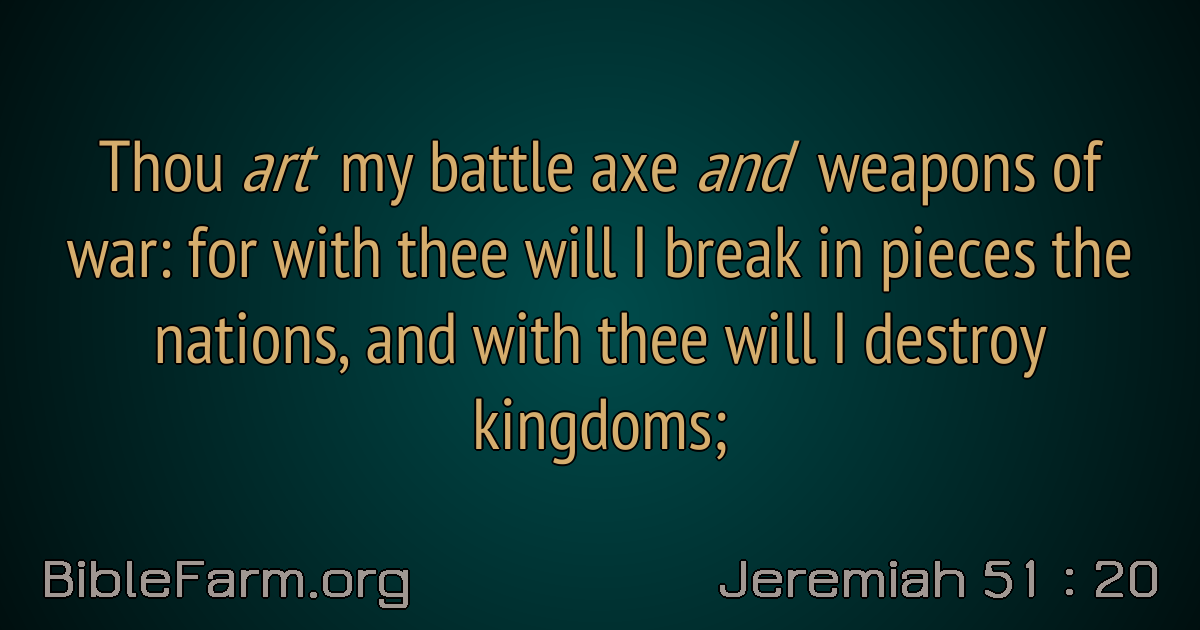 Thou art my battle axe and weapons of
war: for with thee will I break in pieces the
nations, and with thee will I destroy
kingdoms;
BibleFarm.org
Jeremiah 51 : 20